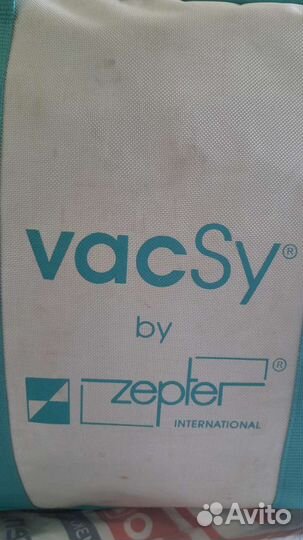 vacSy®
by
zepter®
INTERNATIONAL
Avito